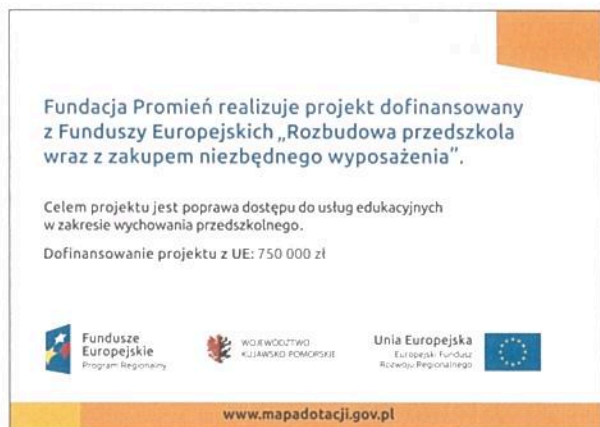 Fundacja Promień realizuje projekt dofinansowany
z Funduszy Europejskich „Rozbudowa przedszkola
wraz z zakupem niezbędnego wyposażenia”.
Celem projektu jest poprawa dostępu do usług edukacyjnych
w zakresie wychowania przedszkolnego.
Dofinansowanie projektu z UE: 750 000 zł
Fundusze
Europejskie
Program Regionalny
WOJEWÓDZTWO
KUJAWSKO-POMORSKIE
Unia Europejska
Europejski Fundusz
Rozwoju Regionalnego
www.mapadotacji.gov.pl